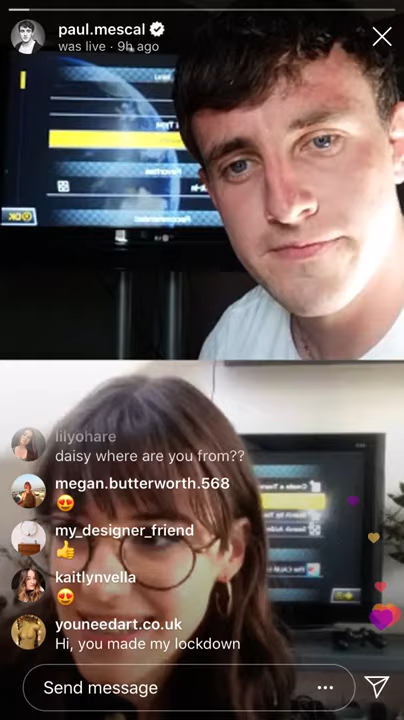 paul.mescal
was live · 9h ago
lilyohare
daisy where are you from??
megan.butterworth.568
😍
my_designer_friend
👍
kaitlynvella
😍
youneedart.co.uk
Hi, you made my lockdown
Send message